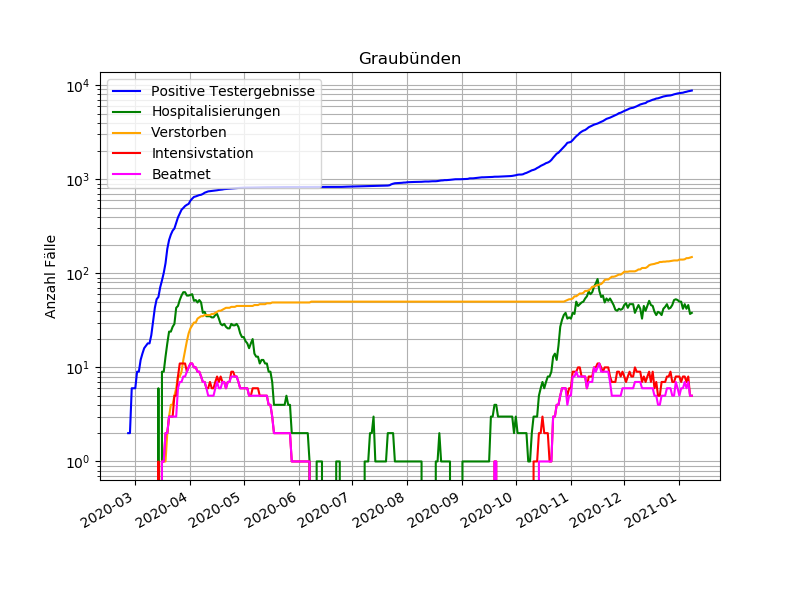 Graubünden
Anzahl Fälle
10^4
10^3
10^2
10^1
10^0
Positive Testergebnisse
Hospitalisierungen
Verstorben
Intensivstation
Beatmet
2020-03
2020-04
2020-05
2020-06
2020-07
2020-08
2020-09
2020-10
2020-11
2020-12
2021-01